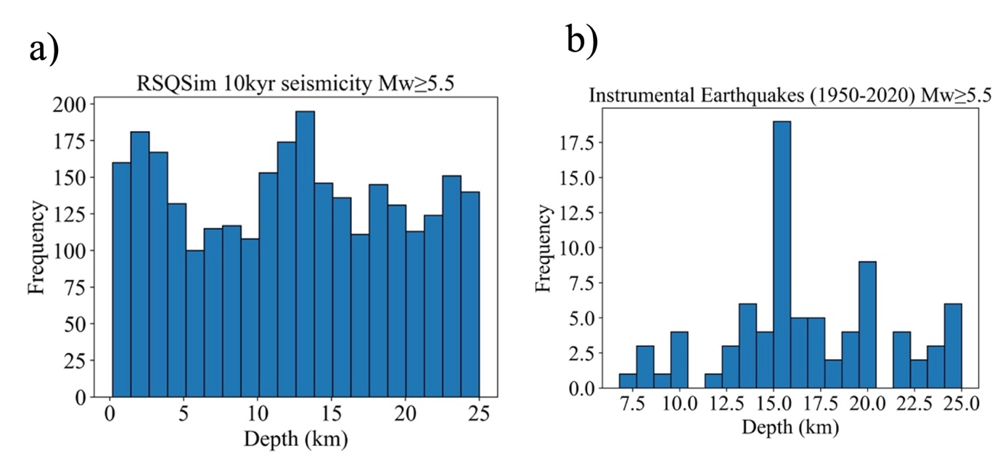 a)
RSQSim 10kyr seismicity Mw≥5.5
200
175
150
125
100
75
50
25
0
Frequency
0 5 10 15 20 25
Depth (km)
b)
Instrumental Earthquakes (1950-2020) Mw≥5.5
17.5
15.0
12.5
10.0
7.5
5.0
2.5
0.0
Frequency
7.5 10.0 12.5 15.0 17.5 20.0 22.5 25.0
Depth (km)